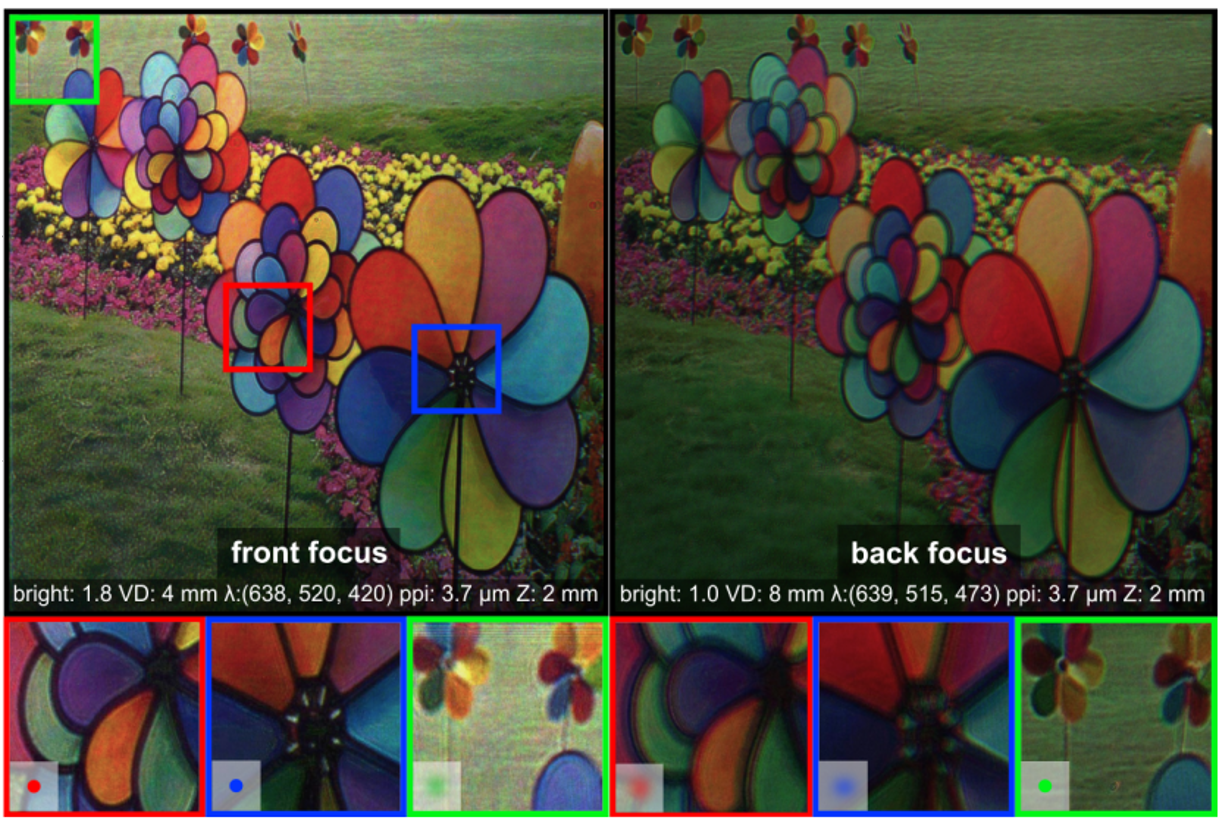 front focus
bright: 1.8 VD: 4 mm λ:(638, 520, 420) ppi: 3.7 μm Z: 2 mm
back focus
bright: 1.0 VD: 8 mm λ:(639, 515, 473) ppi: 3.7 μm Z: 2 mm